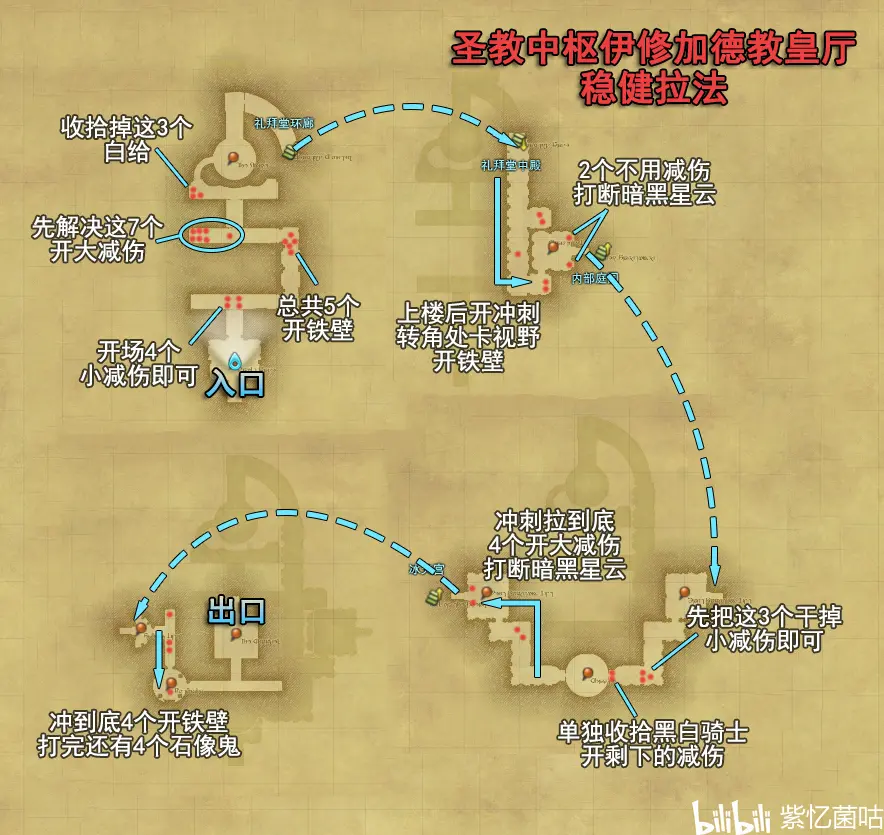 圣教中枢伊修加德教皇厅
稳健拉法
收拾掉这3个
白给
礼拜堂环廊
礼拜堂中殿
2个不用减伤
打断暗黑星云
先解决这7个
开大减伤
内部庭园
总共5个
开铁壁
上楼后开冲刺
转角处卡视野
开铁壁
开场4个
小减伤即可
入口
冲刺拉到底
4个开大减伤
打断暗黑星云
出口
先把这3个干掉
小减伤即可
冲到底4个开铁壁
打完还有4个石像鬼
单独收拾黑白骑士
开剩下的减伤
bilibili 紫忆菌咕